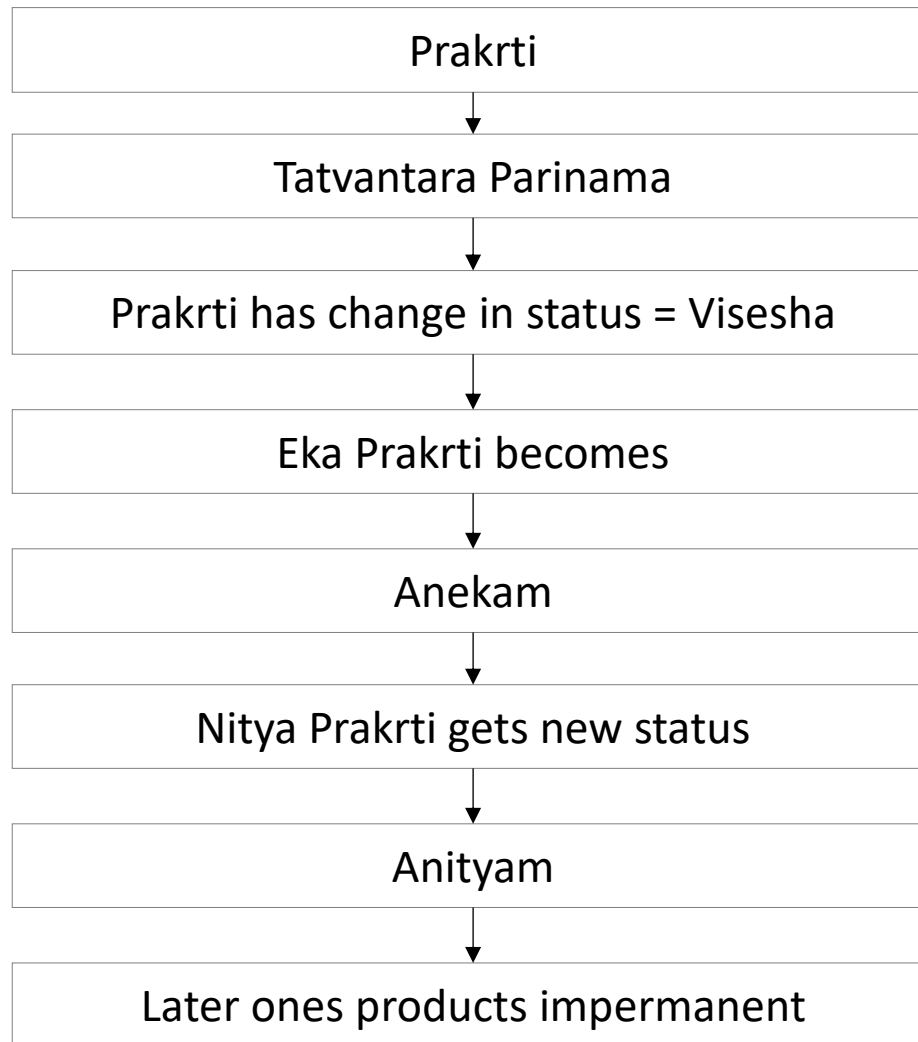 Prakrti
Tatvantara Parinama
Prakrti has change in status = Visesha
Eka Prakrti becomes
Anekam
Nitya Prakrti gets new status
Anityam
Later ones products impermanent